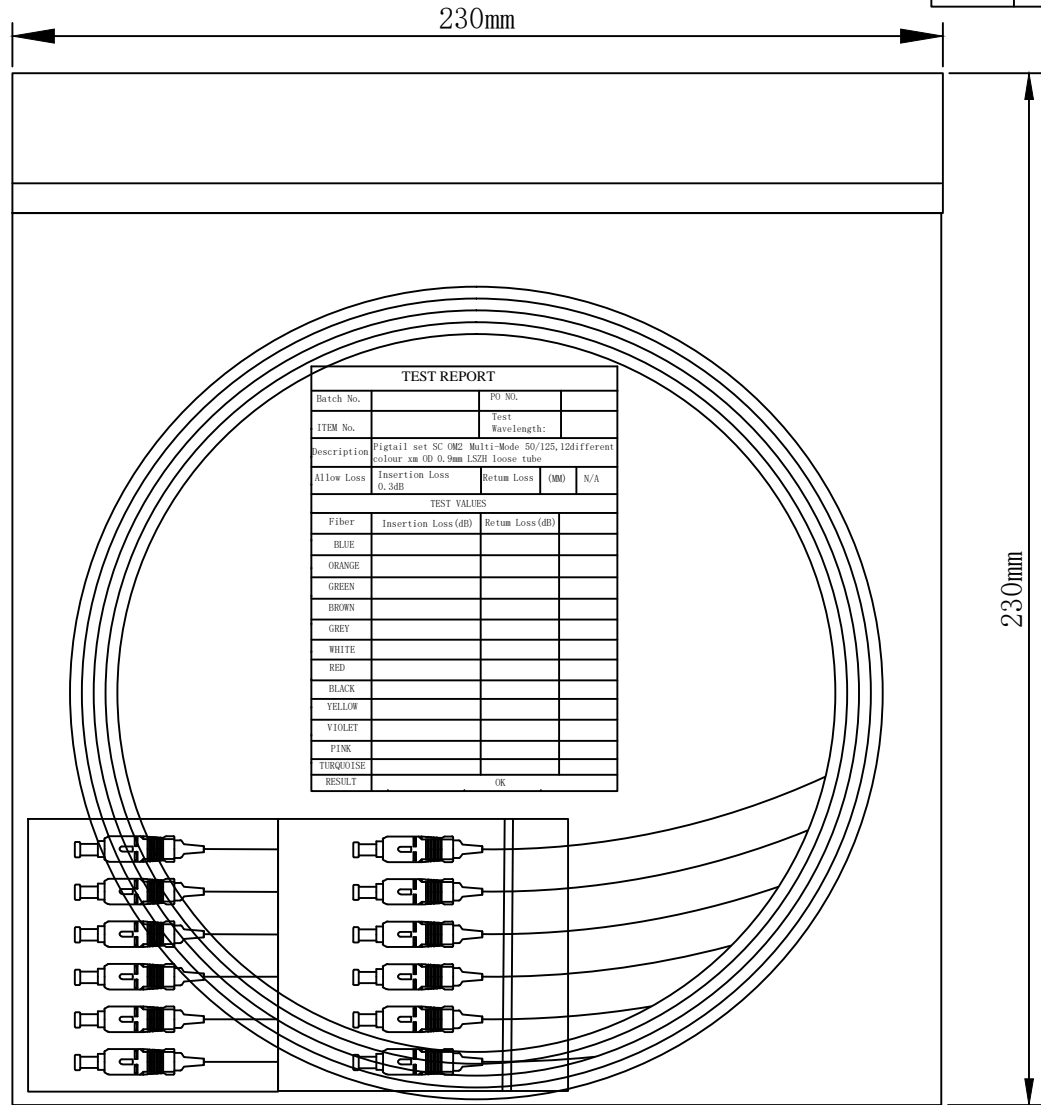 230mm
TEST REPORT
Batch No. PO NO.
ITEM No. Test Wavelength:
Description Pigtail set SC OM2 Multi-Mode 50/125,12different
colour xm OD 0.9mm LSZH loose tube
Allow Loss Insertion Loss 0.3dB Retum Loss (MM) N/A
TEST VALUES
Fiber Insertion Loss(dB) Retum Loss(dB)
BLUE
ORANGE
GREEN
BROWN
GREY
WHITE
RED
BLACK
YELLOW
VIOLET
PINK
TURQUOISE
RESULT OK
230mm